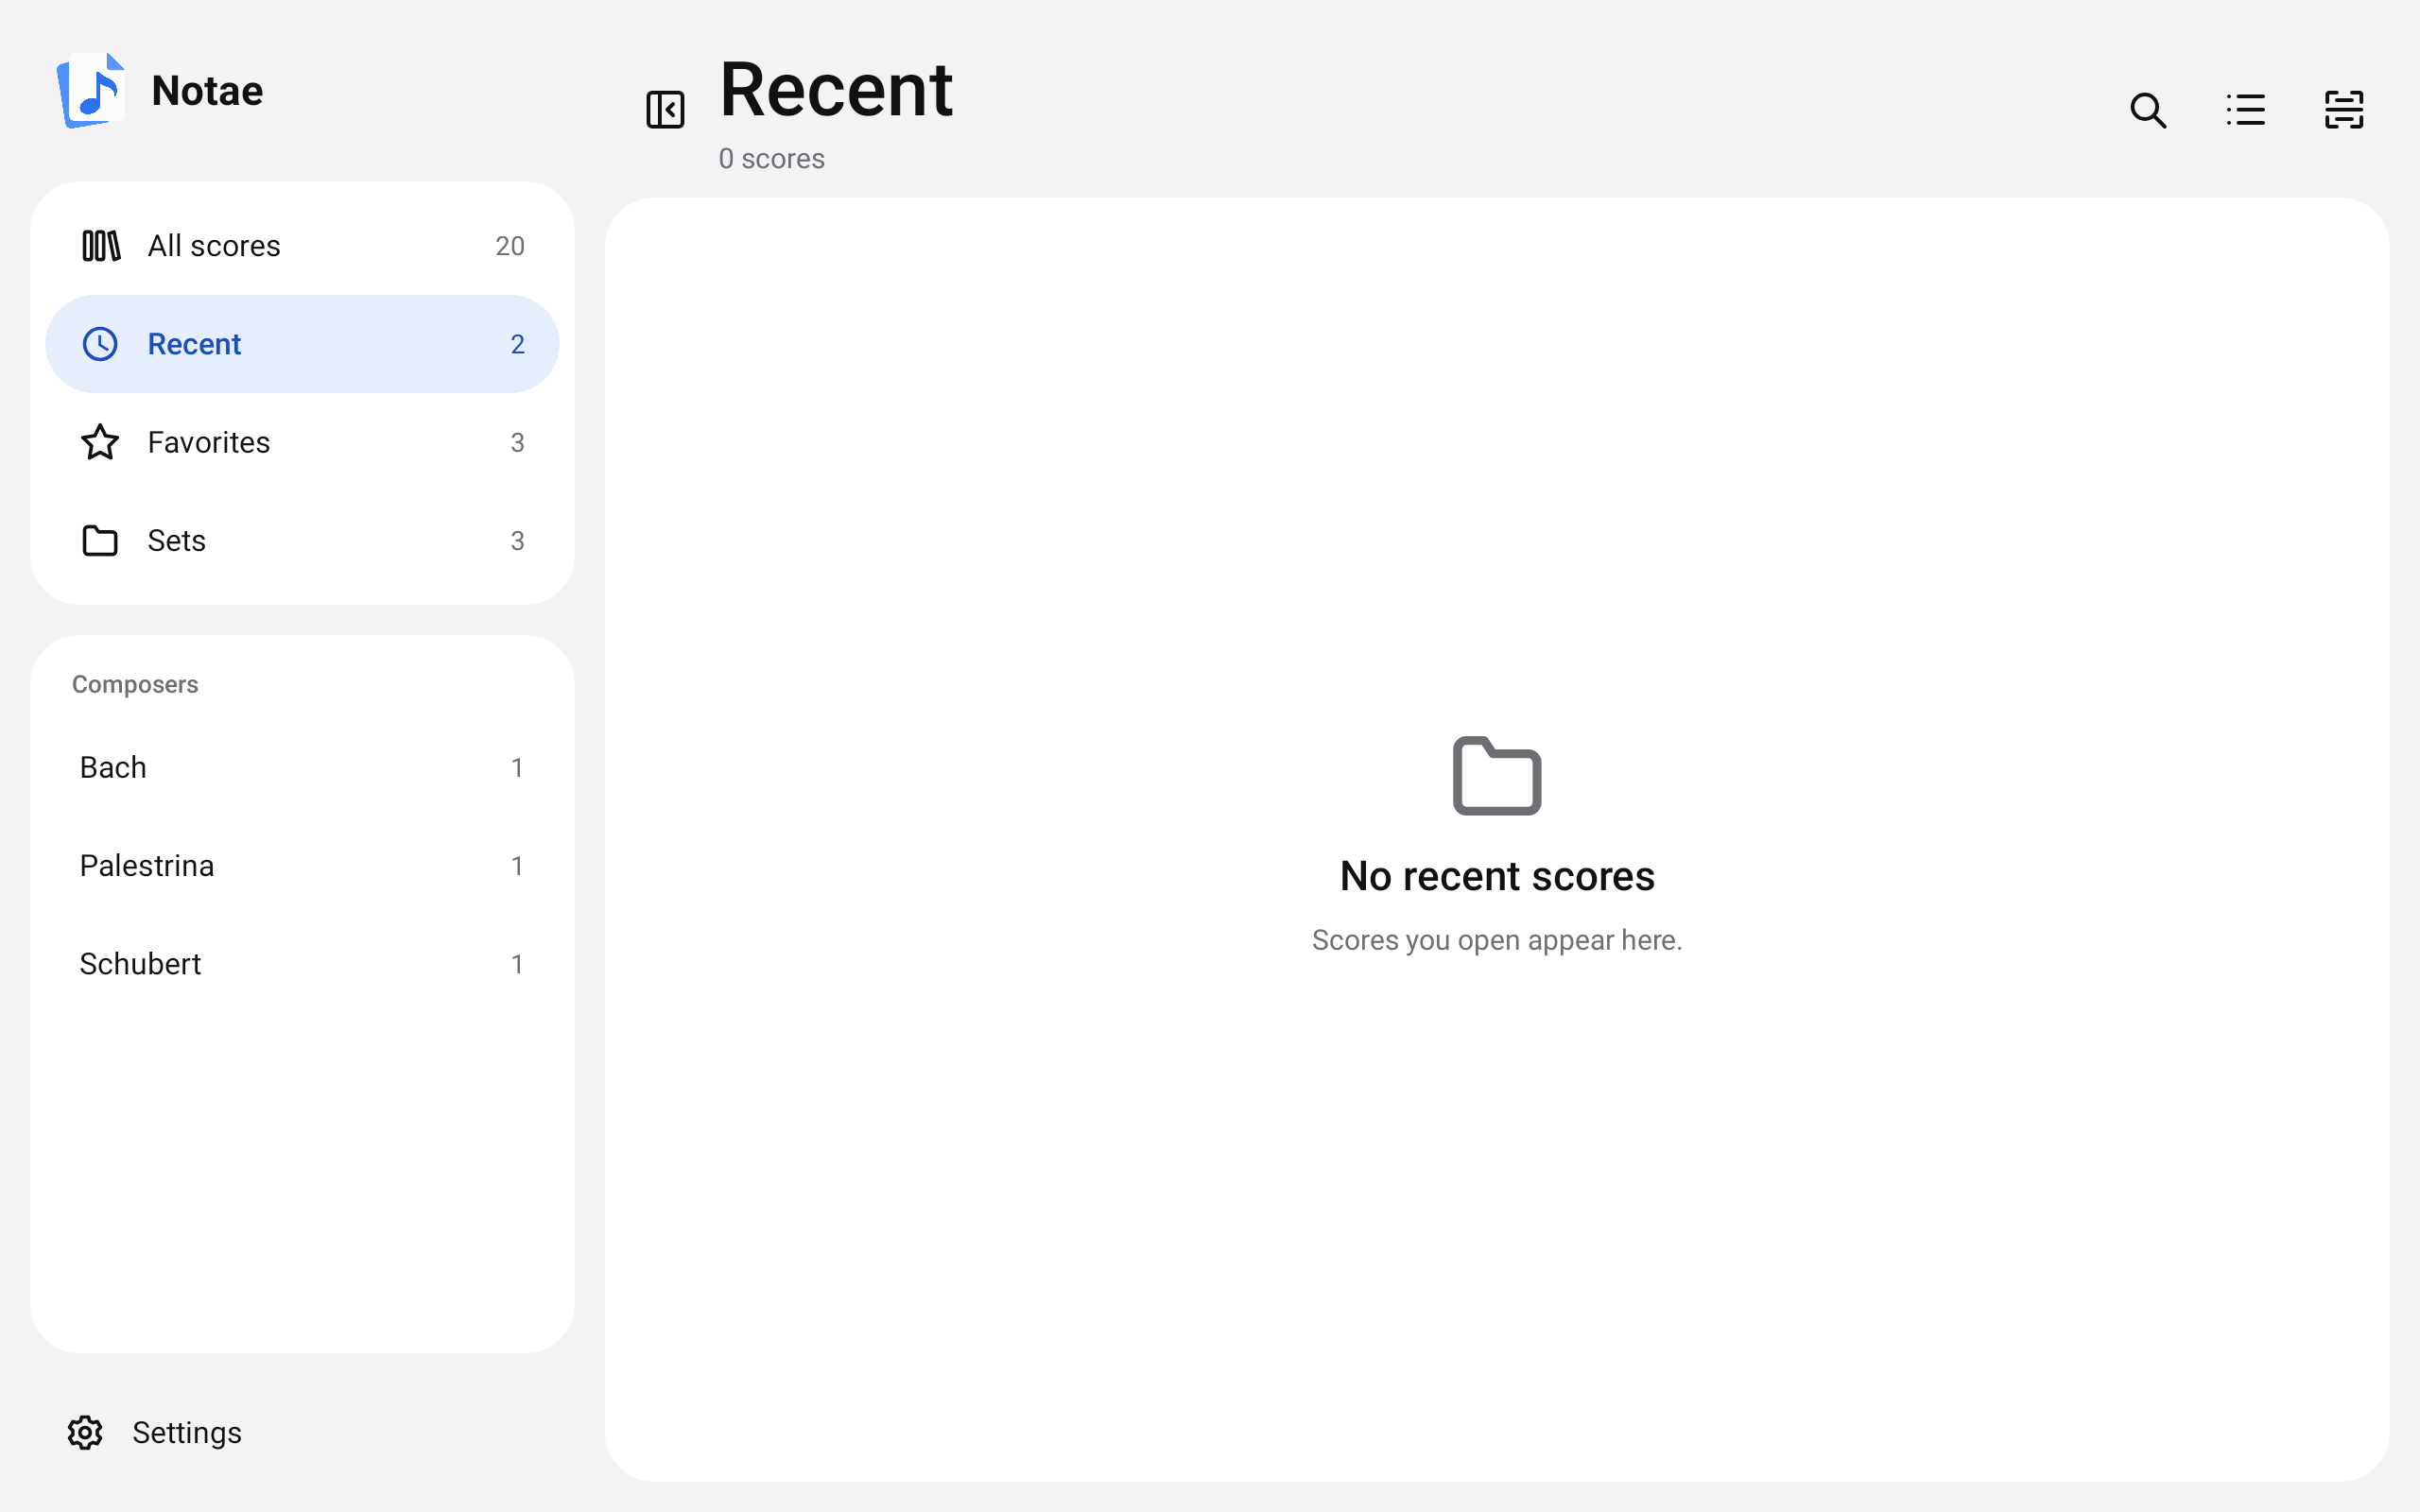 Notae
All scores 20
Recent 2
Favorites 3
Sets 3
Composers
Bach 1
Palestrina 1
Schubert 1
Settings
Recent
0 scores
No recent scores
Scores you open appear here.